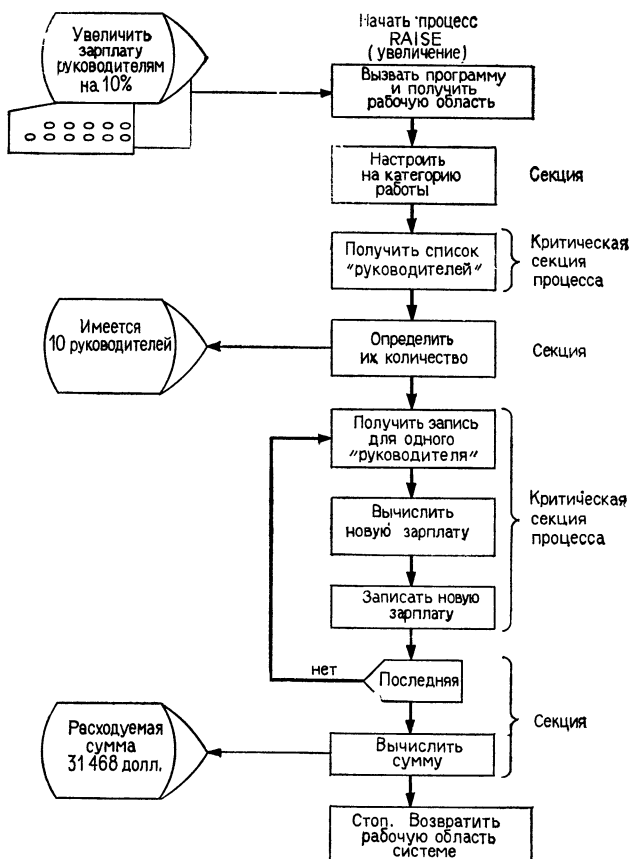 Увеличить
зарплату
руководителям
на 10%
Начать процесс
RAISE
(увеличение)
Вызвать программу
и получить
рабочую область
Настроить
на категорию
работы
Секция
Получить список
"руководителей"
Критическая
секция
процесса
Имеется
10 руководителей
Определить
их количество
Секция
Получить запись
для одного
"руководителя"
Вычислить
новую зарплату
Записать новую
зарплату
Критическая
секция
процесса
нет
Последняя
Расходуемая
сумма
31 468 долл.
Вычислить
сумму
Секция
Стоп. Возвратить
рабочую область
системе